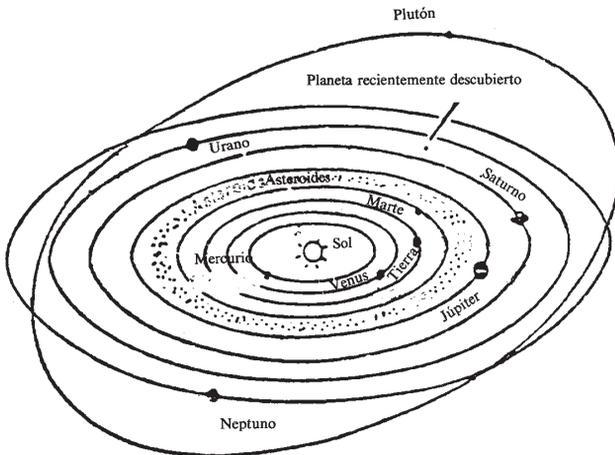 Plutón
Planeta recientemente descubierto
Urano
Asteroides
Saturno
Marte
Mercurio
Sol
Venus
Tierra
Júpiter
Neptuno